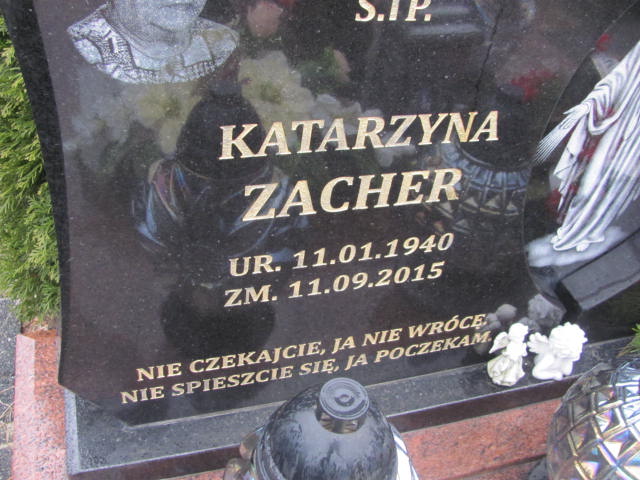 Ś.†P.
KATARZYNA
ZACHER
UR. 11.01.1940
ZM. 11.09.2015
NIE CZEKAJCIE, JA NIE WRÓCĘ,
NIE SPIESZCIE SIĘ, JA POCZEKAM.